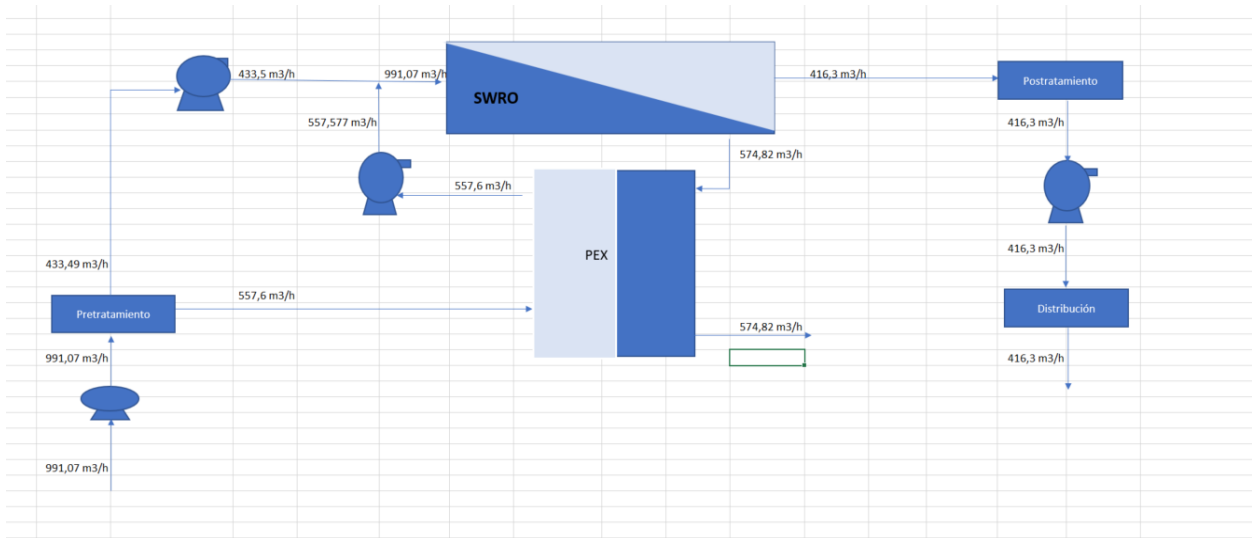 433,5 m3/h
991,07 m3/h
416,3 m3/h
Postratamiento
SWRO
557,577 m3/h
416,3 m3/h
574,82 m3/h
557,6 m3/h
416,3 m3/h
PEX
433,49 m3/h
557,6 m3/h
Pretratamiento
Distribución
574,82 m3/h
991,07 m3/h
416,3 m3/h
991,07 m3/h